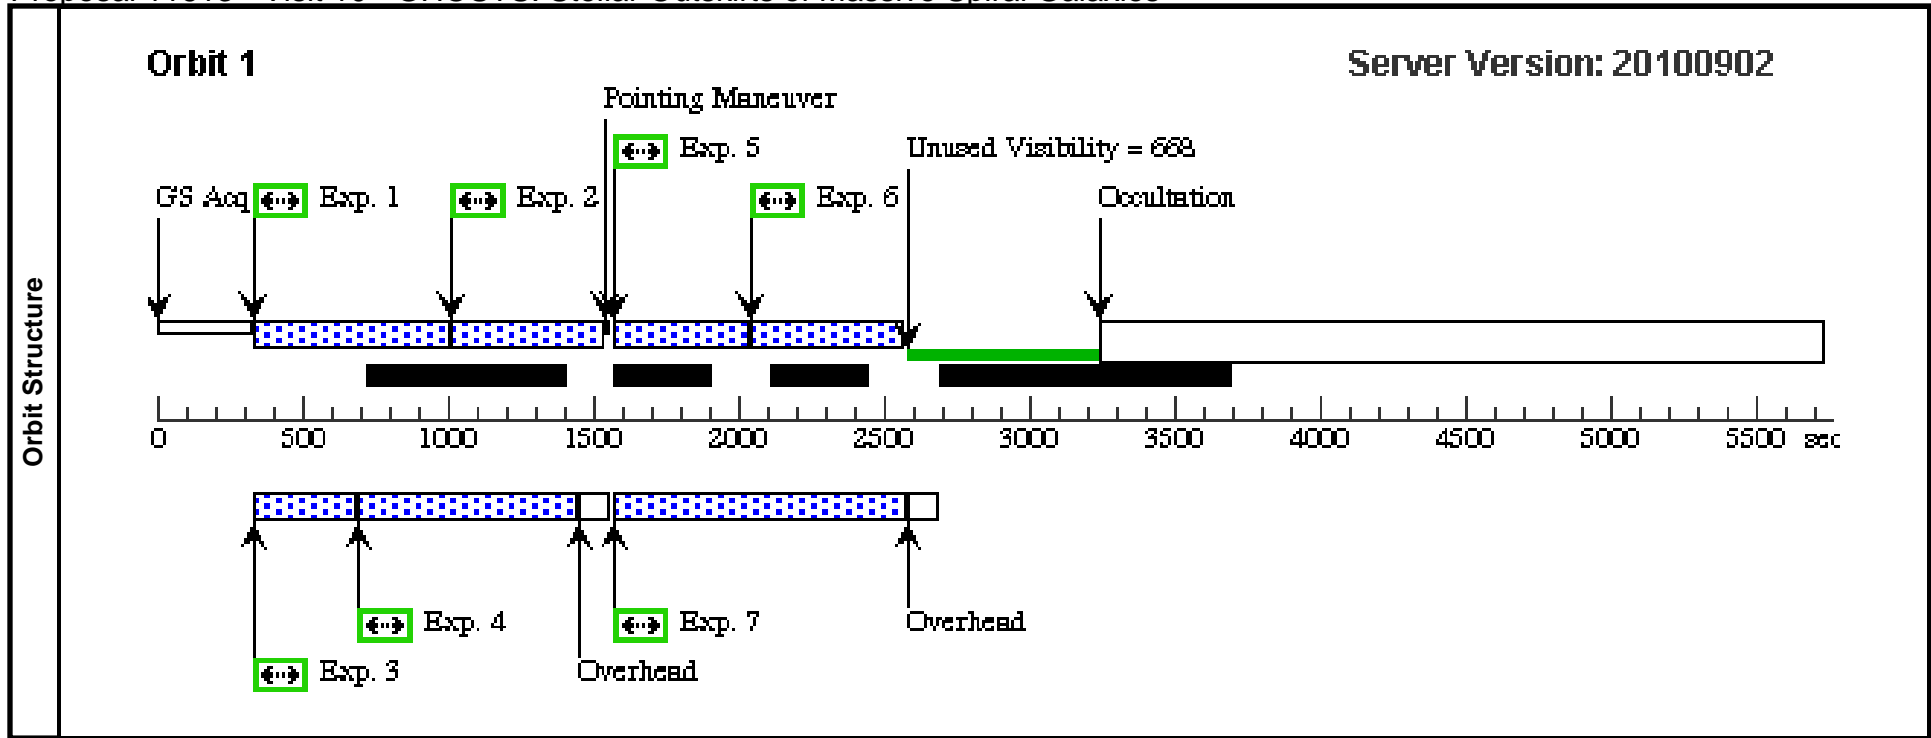 Orbit 1
Server Version: 20100902
Pointing Maneuver
Exp. 5
Unused Visibility = 668
GS Acq
Exp. 1
Exp. 2
Exp. 6
Occultation
Orbit Structure
0 500 1000 1500 2000 2500 3000 3500 4000 4500 5000 5500 sec
Exp. 4
Exp. 7
Overhead
Exp. 3
Overhead